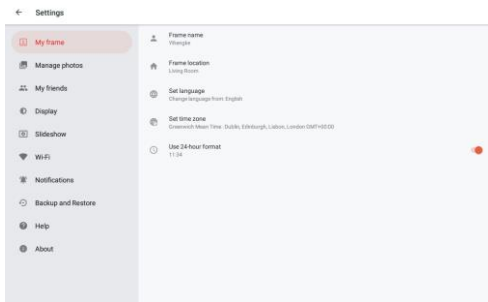 Settings
My frame
Manage photos
My friends
Display
Slideshow
Wi-Fi
Notifications
Backup and Restore
Help
About
Frame name
Frame location
Living Room
Set language
Change language from: English
Set time zone
Greenwich Mean Time : Dublin, Edinburgh, Lisbon, London GMT+00:00
Use 24-hour format
11:34